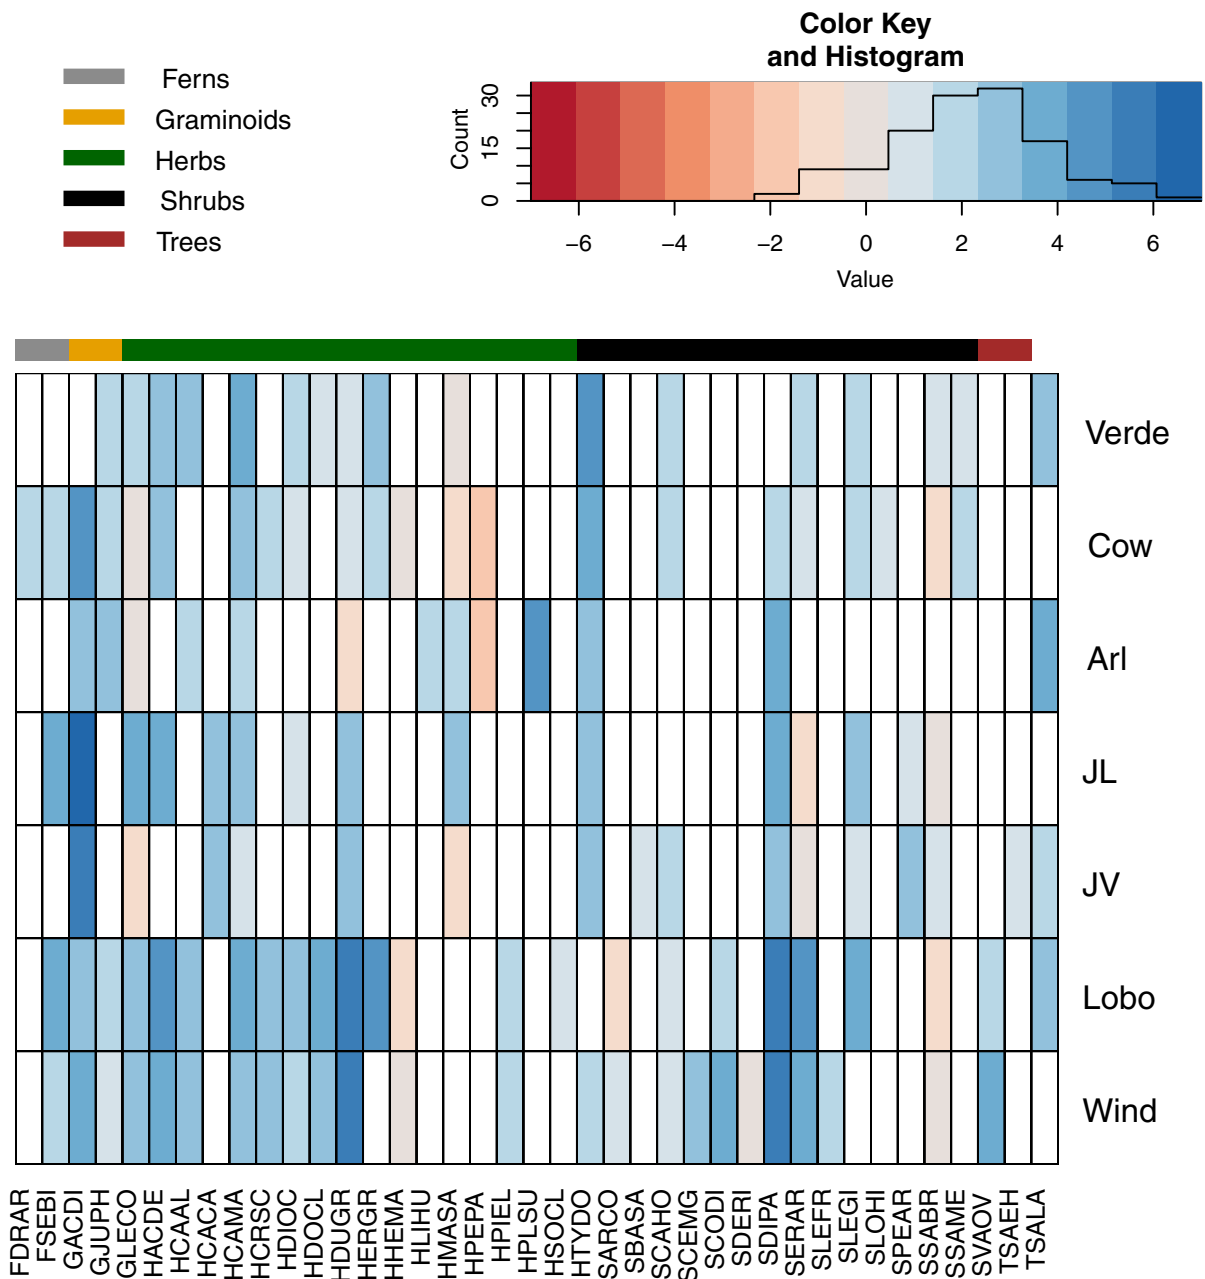 Color Key
and Histogram
Ferns
Graminoids
Herbs
Shrubs
Trees
Count
0 15 30
−6 −4 −2 0 2 4 6
Value
Verde
Cow
Arl
JL
JV
Lobo
Wind
FDRAR
FSEBI
GACDI
GJUPH
GLECO
HACDE
HCAAL
HCACA
HCAMA
HCRSC
HDIOC
HDOCL
HDUGR
HERGR
HHEMA
HLIHU
HMASA
HPEPA
HPIEL
HPLSU
HSOCL
HTYDO
SARCO
SBASA
SCAHO
SCEMG
SCODI
SDERI
SDIPA
SERAR
SLEFR
SLEGI
SLOHI
SPEAR
SSABR
SSAME
SVAOV
TSAEH
TSALA